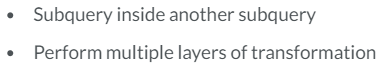 • Subquery inside another subquery
• Perform multiple layers of transformation